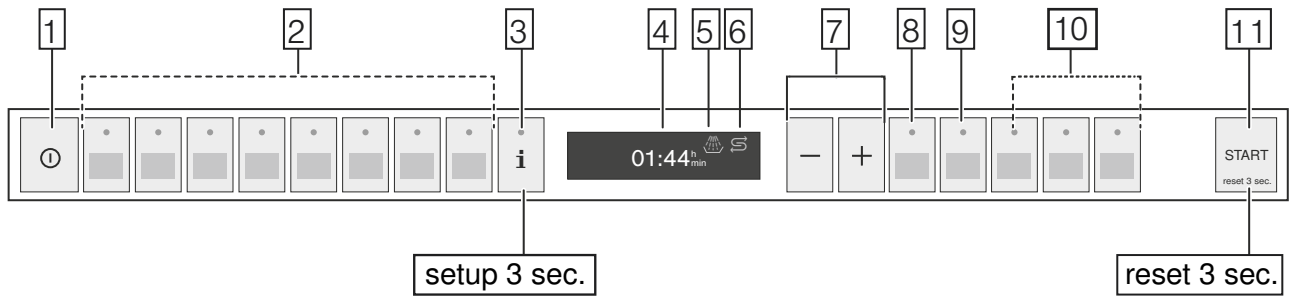 1 2 3 4 5 6 7 8 9 10 11
i 01:44 h min − + START
reset 3 sec.
setup 3 sec. reset 3 sec.